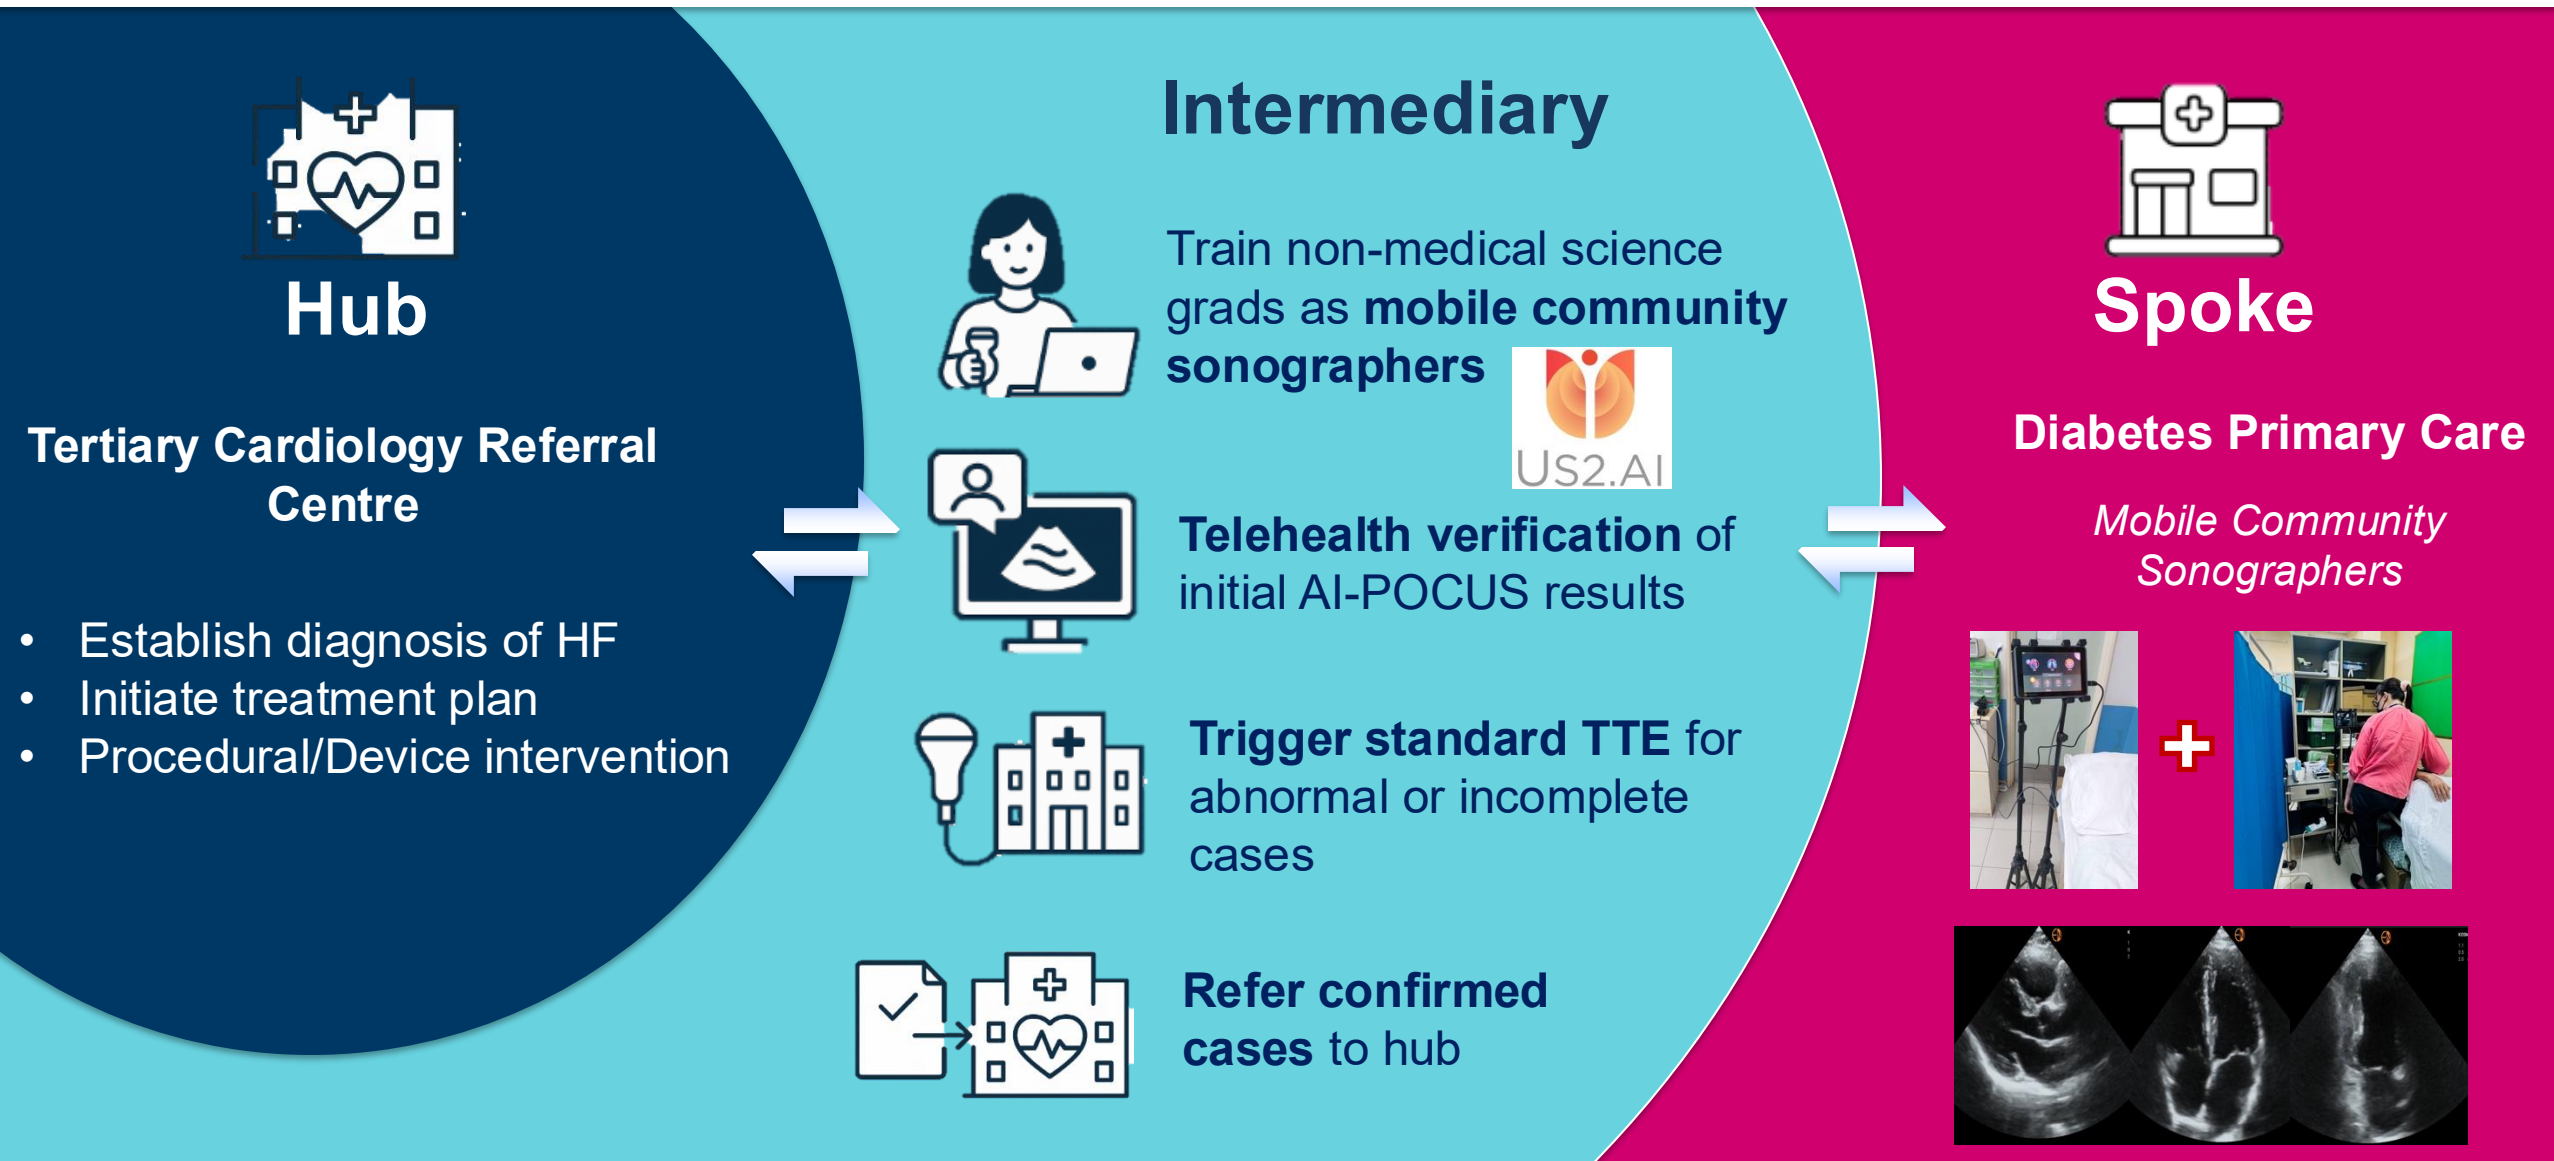 Hub
Tertiary Cardiology Referral
Centre
• Establish diagnosis of HF
• Initiate treatment plan
• Procedural/Device intervention
Intermediary
Train non-medical science
grads as mobile community
sonographers
US2.AI
Telehealth verification of
initial AI-POCUS results
Trigger standard TTE for
abnormal or incomplete
cases
Refer confirmed
cases to hub
Spoke
Diabetes Primary Care
Mobile Community
Sonographers